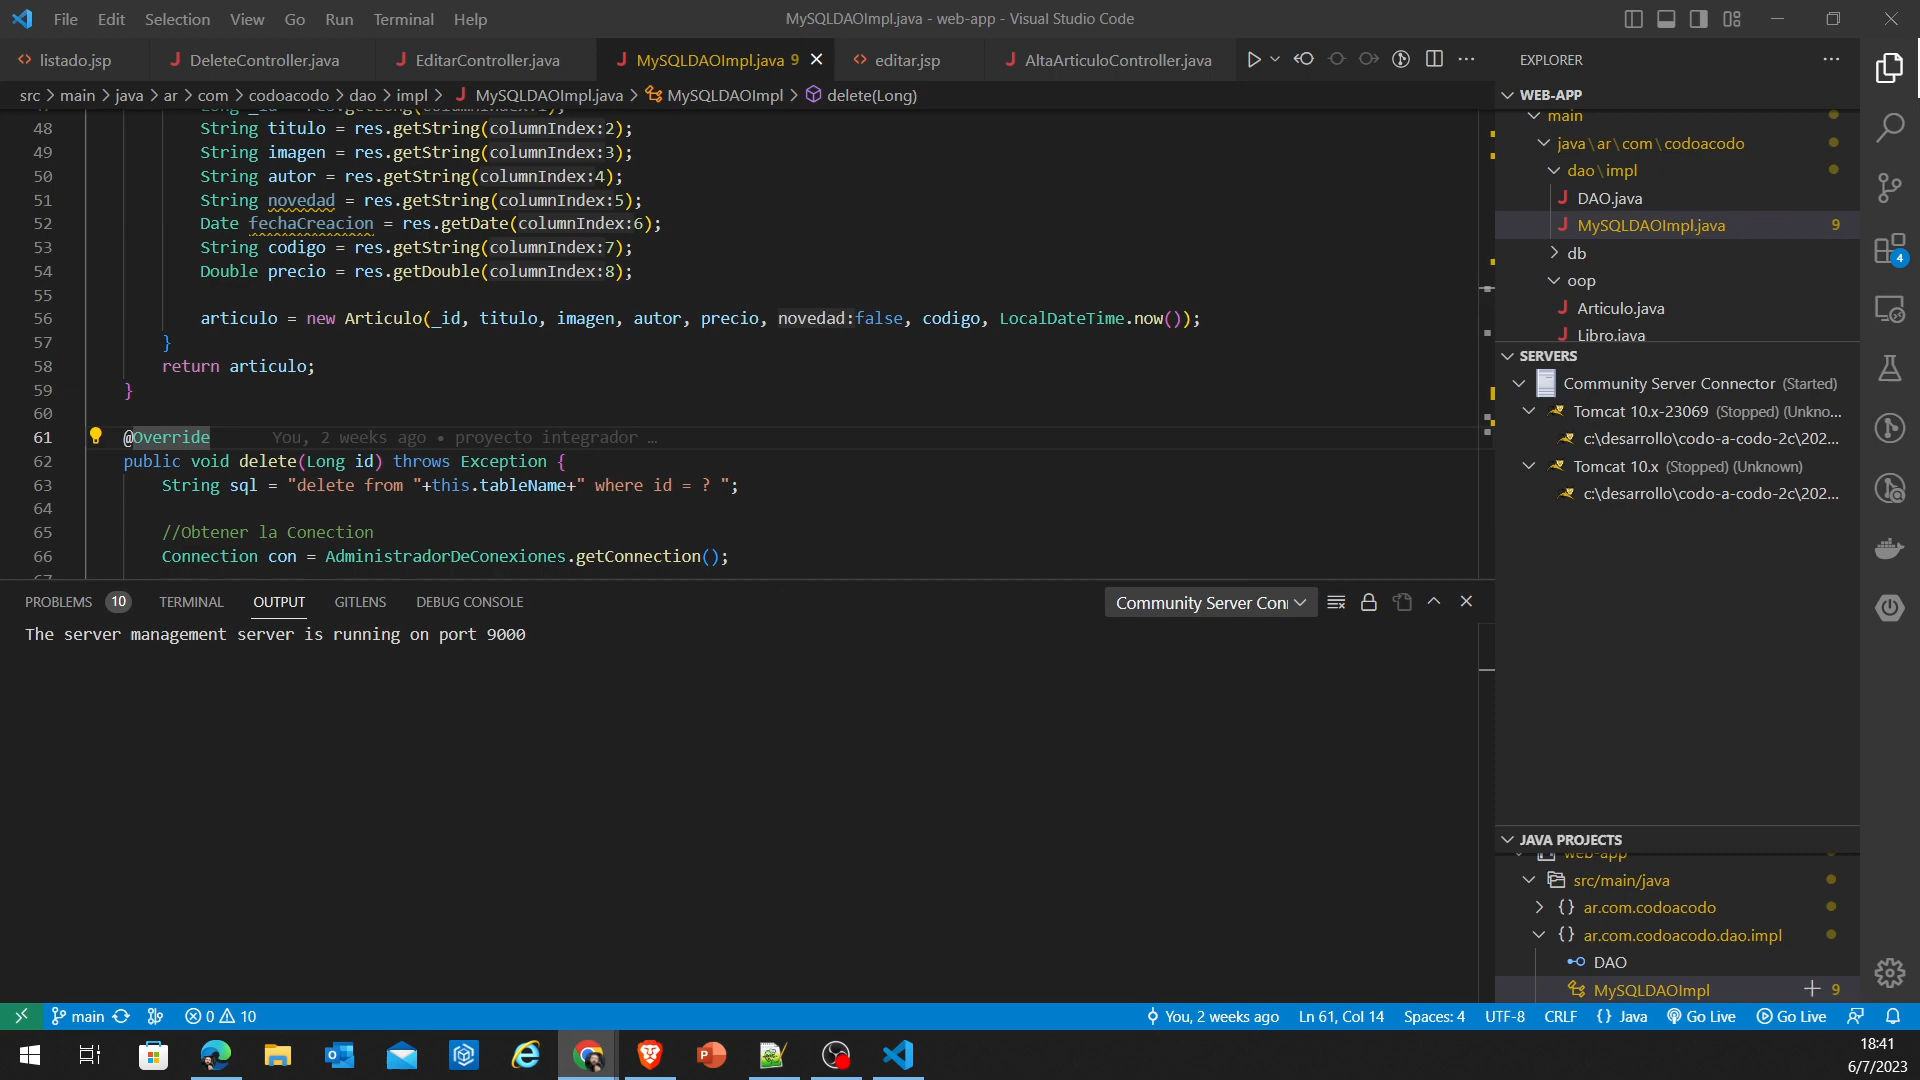 File Edit Selection View Go Run Terminal Help
MySQLDAOImpl.java - web-app - Visual Studio Code
listado.jsp
DeleteController.java
EditarController.java
MySQLDAOImpl.java 9
editar.jsp
AltaArticuloController.java
src > main > java > ar > com > codoacodo > dao > impl > MySQLDAOImpl.java > MySQLDAOImpl > delete(Long)
48 String titulo = res.getString(columnIndex:2);
49 String imagen = res.getString(columnIndex:3);
50 String autor = res.getString(columnIndex:4);
51 String novedad = res.getString(columnIndex:5);
52 Date fechaCreacion = res.getDate(columnIndex:6);
53 String codigo = res.getString(columnIndex:7);
54 Double precio = res.getDouble(columnIndex:8);
55
56 articulo = new Articulo(_id, titulo, imagen, autor, precio, novedad:false, codigo, LocalDateTime.now());
57 }
58 return articulo;
59 }
60
61 @Override You, 2 weeks ago • proyecto integrador …
62 public void delete(Long id) throws Exception {
63 String sql = "delete from "+this.tableName+" where id = ? ";
64
65 //Obtener la Conection
66 Connection con = AdministradorDeConexiones.getConnection();
PROBLEMS 10 TERMINAL OUTPUT GITLENS DEBUG CONSOLE
Community Server Con
The server management server is running on port 9000
EXPLORER
WEB-APP
main
java\ar\com\codoacodo
dao\impl
DAO.java
MySQLDAOImpl.java 9
db
oop
Articulo.java
Libro.java
SERVERS
Community Server Connector (Started)
Tomcat 10.x-23069 (Stopped) (Unkno...
c:\desarrollo\codo-a-codo-2c\202...
Tomcat 10.x (Stopped) (Unknown)
c:\desarrollo\codo-a-codo-2c\202...
JAVA PROJECTS
web-app
src/main/java
{} ar.com.codoacodo
{} ar.com.codoacodo.dao.impl
DAO
MySQLDAOImpl 9
4
main 0 10
You, 2 weeks ago Ln 61, Col 14 Spaces: 4 UTF-8 CRLF {} Java Go Live Go Live
18:41
6/7/2023